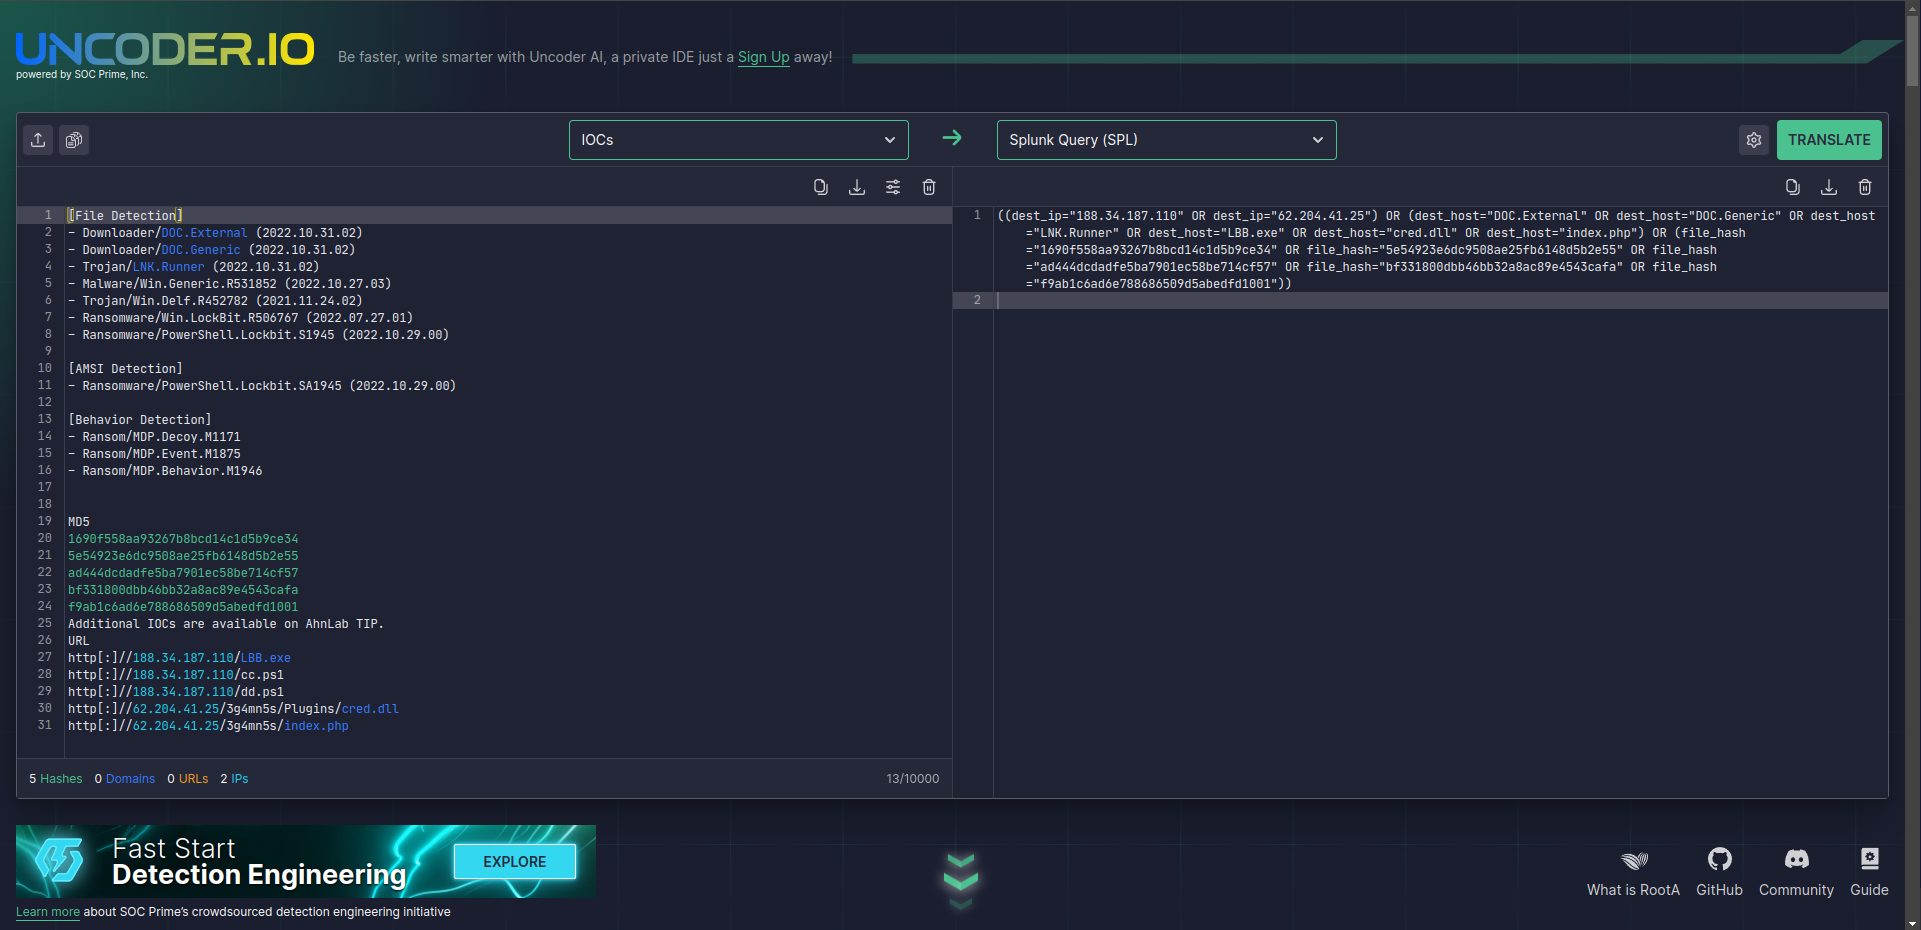 UNCODER.IO
powered by SOC Prime, Inc.
Be faster, write smarter with Uncoder AI, a private IDE just a Sign Up away!
IOCs
Splunk Query (SPL)
TRANSLATE
1 [File Detection]
2 - Downloader/DOC.External (2022.10.31.02)
3 - Downloader/DOC.Generic (2022.10.31.02)
4 - Trojan/LNK.Runner (2022.10.31.02)
5 - Malware/Win.Generic.R531852 (2022.10.27.03)
6 - Trojan/Win.Delf.R452782 (2021.11.24.02)
7 - Ransomware/Win.LockBit.R506767 (2022.07.27.01)
8 - Ransomware/PowerShell.Lockbit.S1945 (2022.10.29.00)
9
10 [AMSI Detection]
11 - Ransomware/PowerShell.Lockbit.SA1945 (2022.10.29.00)
12
13 [Behavior Detection]
14 - Ransom/MDP.Decoy.M1171
15 - Ransom/MDP.Event.M1875
16 - Ransom/MDP.Behavior.M1946
17
18
19 MD5
20 1690f558aa93267b8bcd14c1d5b9ce34
21 5e54923e6dc9508ae25fb6148d5b2e55
22 ad444dcdadfe5ba7901ec58be714cf57
23 bf331800dbb46bb32a8ac89e4543cafa
24 f9ab1c6ad6e788686509d5abedfd1001
25 Additional IOCs are available on AhnLab TIP.
26 URL
27 http[:]//188.34.187.110/LBB.exe
28 http[:]//188.34.187.110/cc.ps1
29 http[:]//188.34.187.110/dd.ps1
30 http[:]//62.204.41.25/3g4mn5s/Plugins/cred.dll
31 http[:]//62.204.41.25/3g4mn5s/index.php
5 Hashes 0 Domains 0 URLs 2 IPs
13/10000
1 ((dest_ip="188.34.187.110" OR dest_ip="62.204.41.25") OR (dest_host="DOC.External" OR dest_host="DOC.Generic" OR dest_host
="LNK.Runner" OR dest_host="LBB.exe" OR dest_host="cred.dll" OR dest_host="index.php") OR (file_hash
="1690f558aa93267b8bcd14c1d5b9ce34" OR file_hash="5e54923e6dc9508ae25fb6148d5b2e55" OR file_hash
="ad444dcdadfe5ba7901ec58be714cf57" OR file_hash="bf331800dbb46bb32a8ac89e4543cafa" OR file_hash
="f9ab1c6ad6e788686509d5abedfd1001"))
2
Fast Start
Detection Engineering
EXPLORE
Learn more about SOC Prime's crowdsourced detection engineering initiative
What is RootA
GitHub
Community
Guide